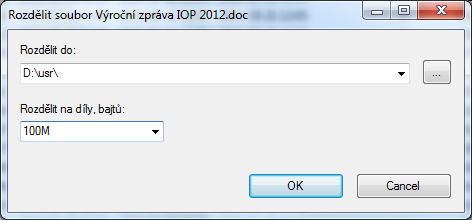 Rozdělit soubor Výroční zpráva IOP 2012.doc
Rozdělit do:
D:\usr\
...
Rozdělit na díly, bajtů:
100M
OK
Cancel